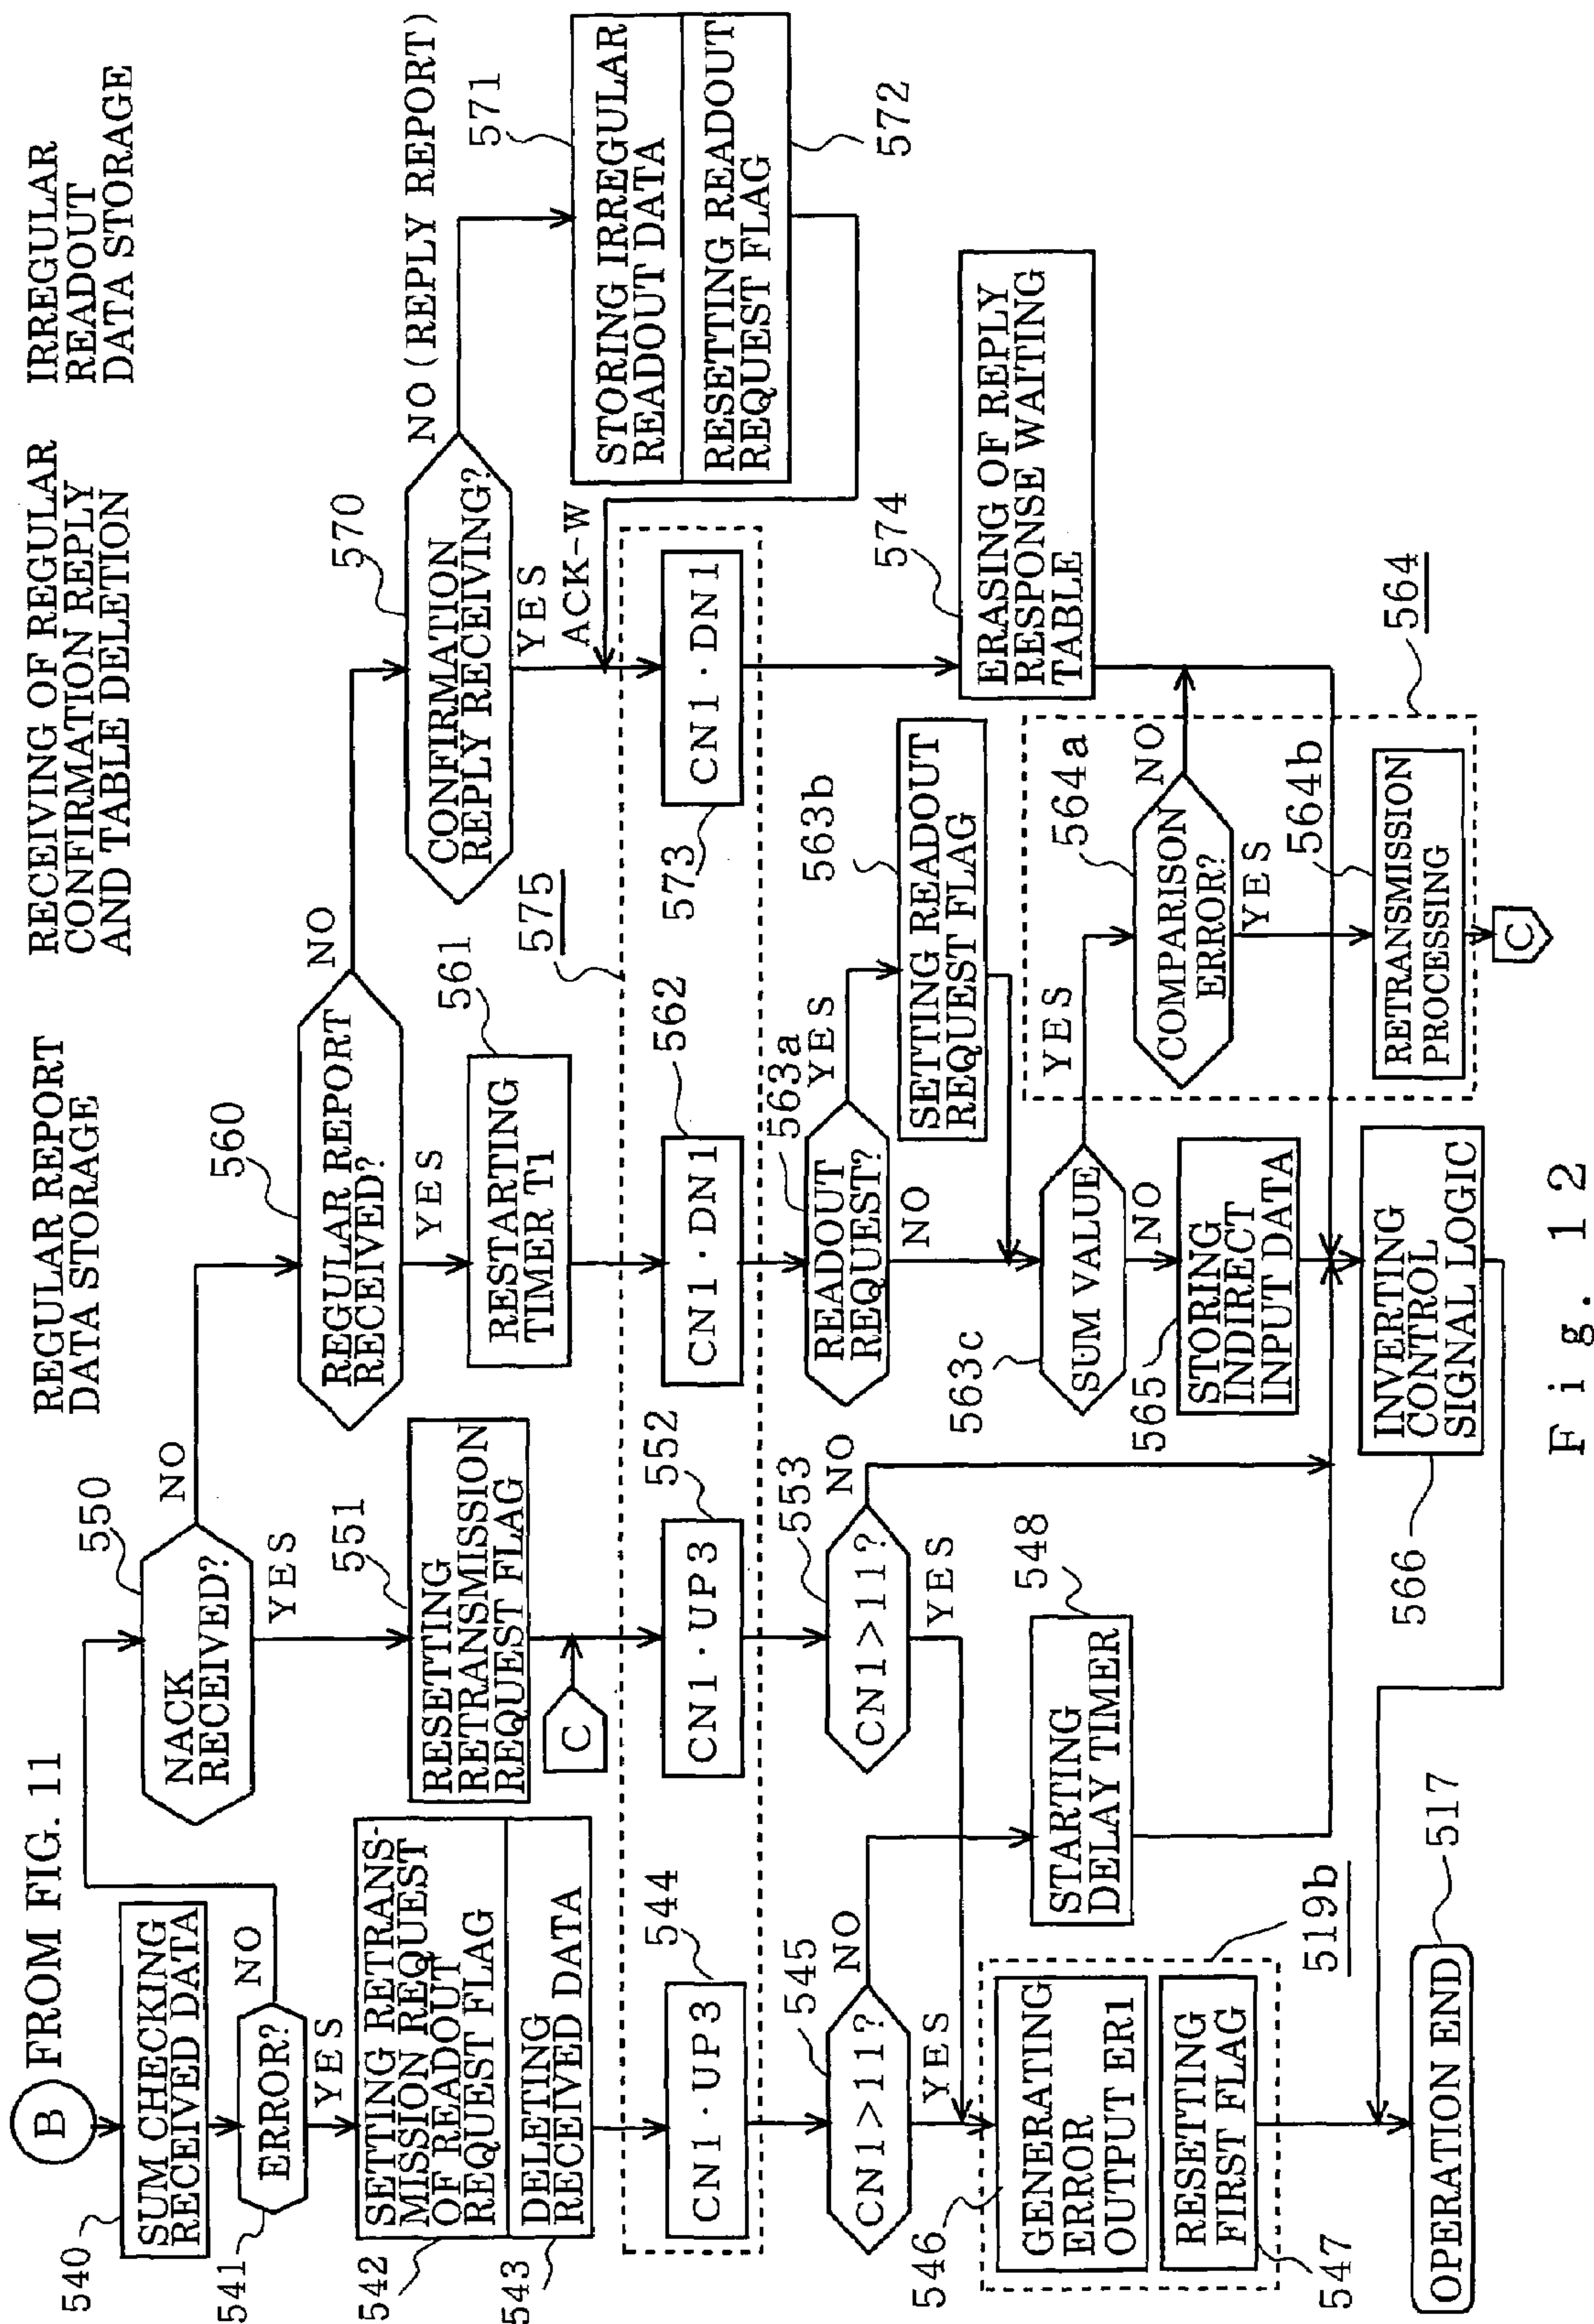 REGULAR REPORT
DATA STORAGE
RECEIVING OF REGULAR
CONFIRMATION REPLY
AND TABLE DELETION
IRREGULAR
READOUT
DATA STORAGE
B
FROM FIG. 11
540
SUM CHECKING
RECEIVED DATA
541
ERROR?
NO
YES
542
SETTING RETRANS-
MISSION REQUEST
OF READOUT
REQUEST FLAG
543
DELETING
RECEIVED DATA
544
CN1·UP3
545
CN1>11?
NO
YES
546
GENERATING
ERROR
OUTPUT ER1
RESETTING
FIRST FLAG
547
519b
548
STARTING
DELAY TIMER
OPERATION END
517
550
NACK
RECEIVED?
NO
YES
551
RESETTING
RETRANSMISSION
REQUEST FLAG
C
552
CN1·UP3
553
CN1>11?
NO
YES
560
REGULAR REPORT
RECEIVED?
NO
YES
561
RESTARTING
TIMER T1
575
562
CN1·DN1
563a
READOUT
REQUEST?
YES
NO
563b
SETTING READOUT
REQUEST FLAG
563c
SUM VALUE
YES
NO
565
STORING
INDIRECT
INPUT DATA
566
INVERTING
CONTROL
SIGNAL LOGIC
570
CONFIRMATION
REPLY RECEIVING?
NO (REPLY REPORT)
YES
ACK-W
571
STORING IRREGULAR
READOUT DATA
RESETTING READOUT
REQUEST FLAG
572
573
CN1·DN1
574
ERASING OF REPLY
RESPONSE WAITING
TABLE
564
564a
COMPARISON
ERROR?
NO
YES
564b
RETRANSMISSION
PROCESSING
C
Fig. 12